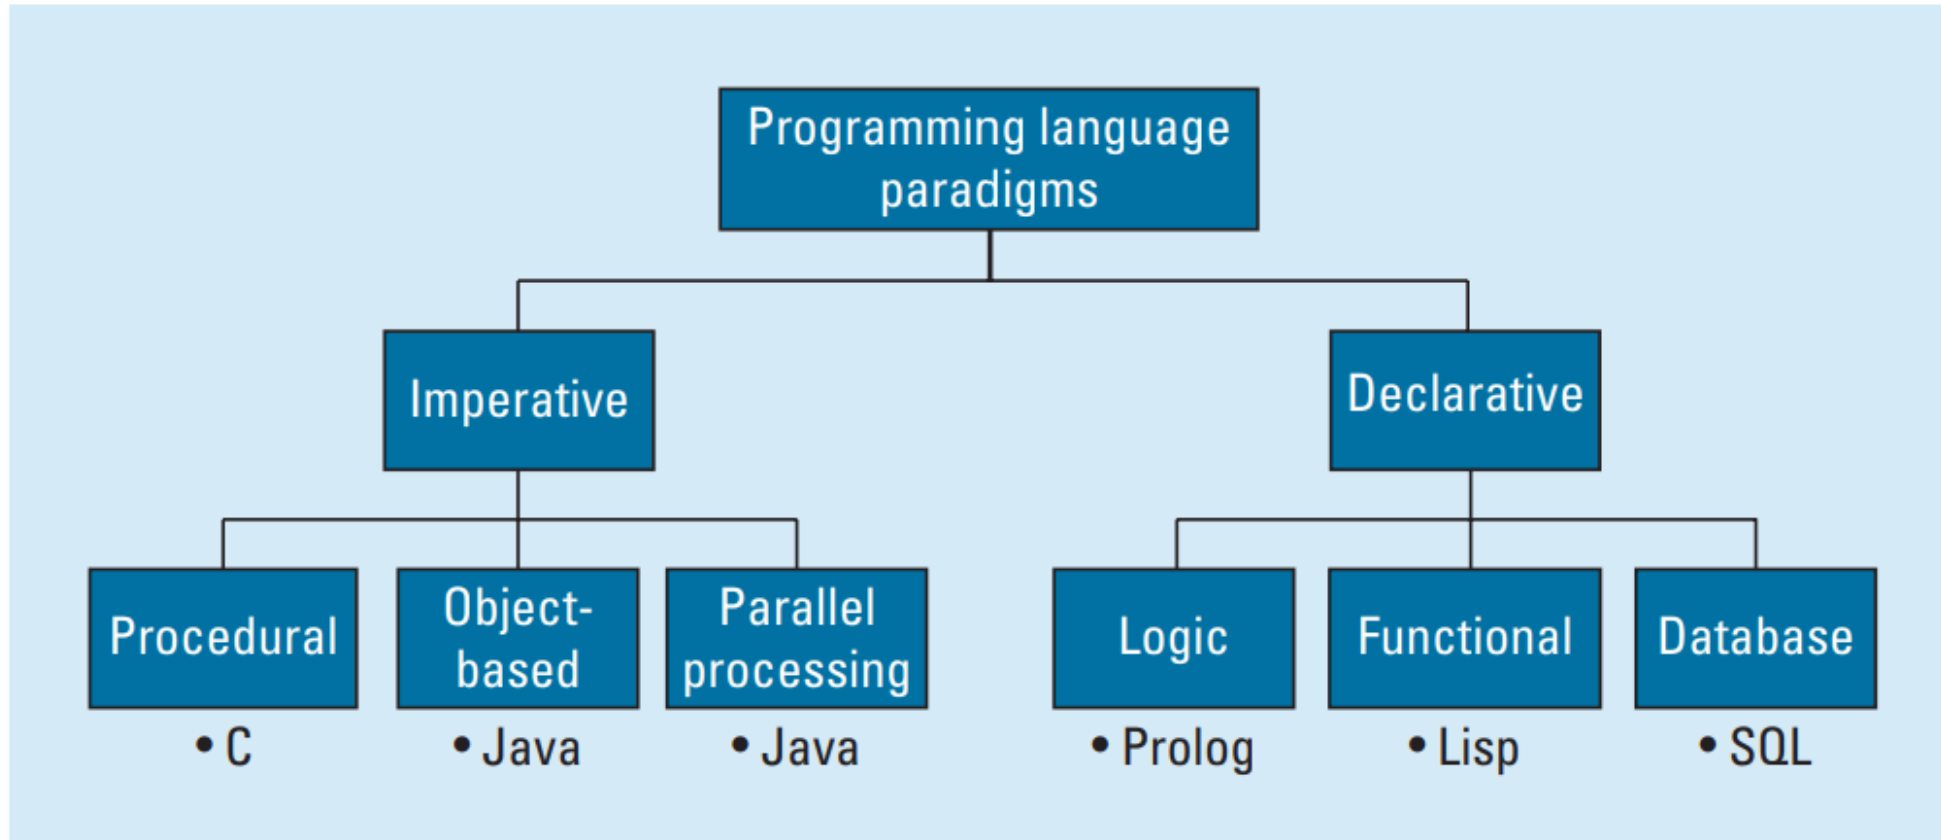 Programming language
paradigms
Imperative
Declarative
Procedural
Object-
based
Parallel
processing
Logic
Functional
Database
• C
• Java
• Java
• Prolog
• Lisp
• SQL